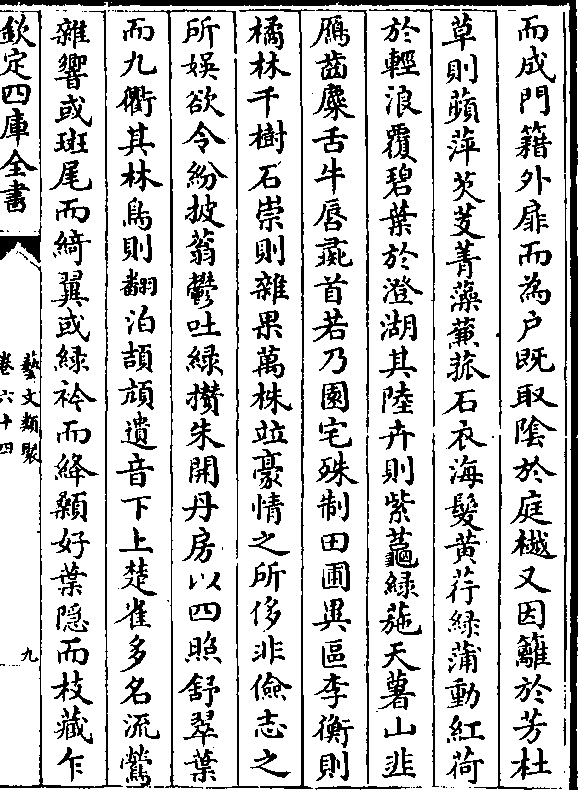 而成門籍外扉而為戸既取陰於庭樾又因籬於芳杜
草則蘋萍芡芰菁藻蒹菰石衣海髪黄荇緑蒲動紅荷
於輕浪覆碧葉於澄湖其陸卉則紫虌緑葹天薯山韭
鴈齒麋舌牛唇彘首若乃園宅殊制田圃異區李衡則
橘林千樹石崇則雜果萬株竝豪情之所侈非儉志之
所娯欲令紛披蓊鬱吐緑攅朱開丹房以四照舒翠葉
而九衢其林鳥則翻泊頡頏遺音下上楚雀多名流鶯
雜響或斑尾而綺翼或緑衿而絳顙好葉隠而枝藏乍
欽定四庫全書
藝文類聚
卷六十四
九